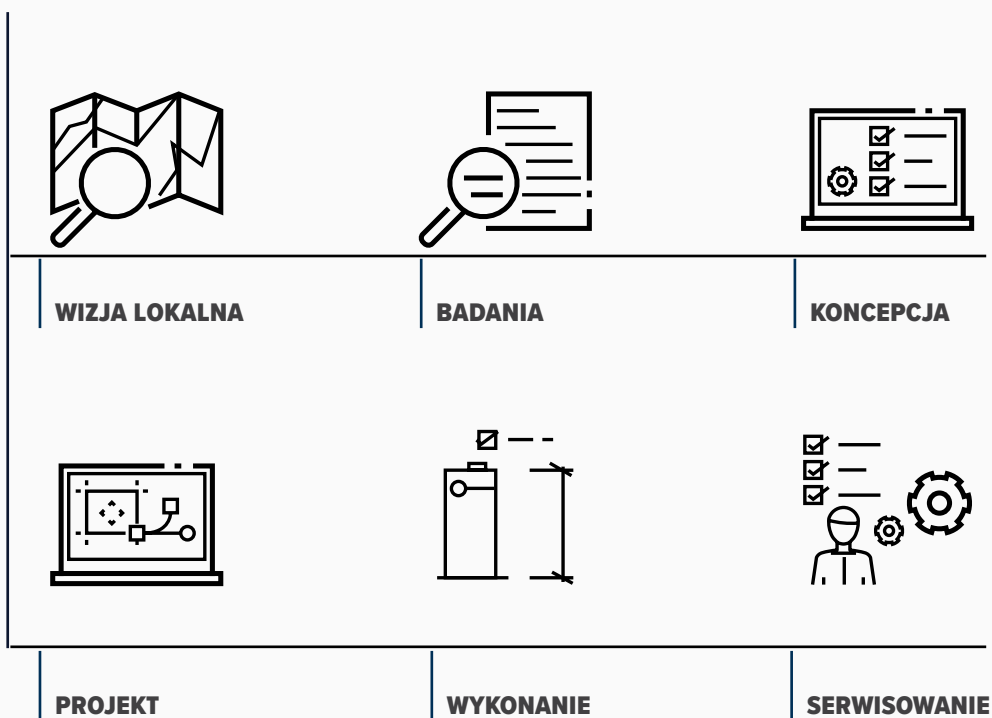 WIZJA LOKALNA
BADANIA
KONCEPCJA
PROJEKT
WYKONANIE
SERWISOWANIE